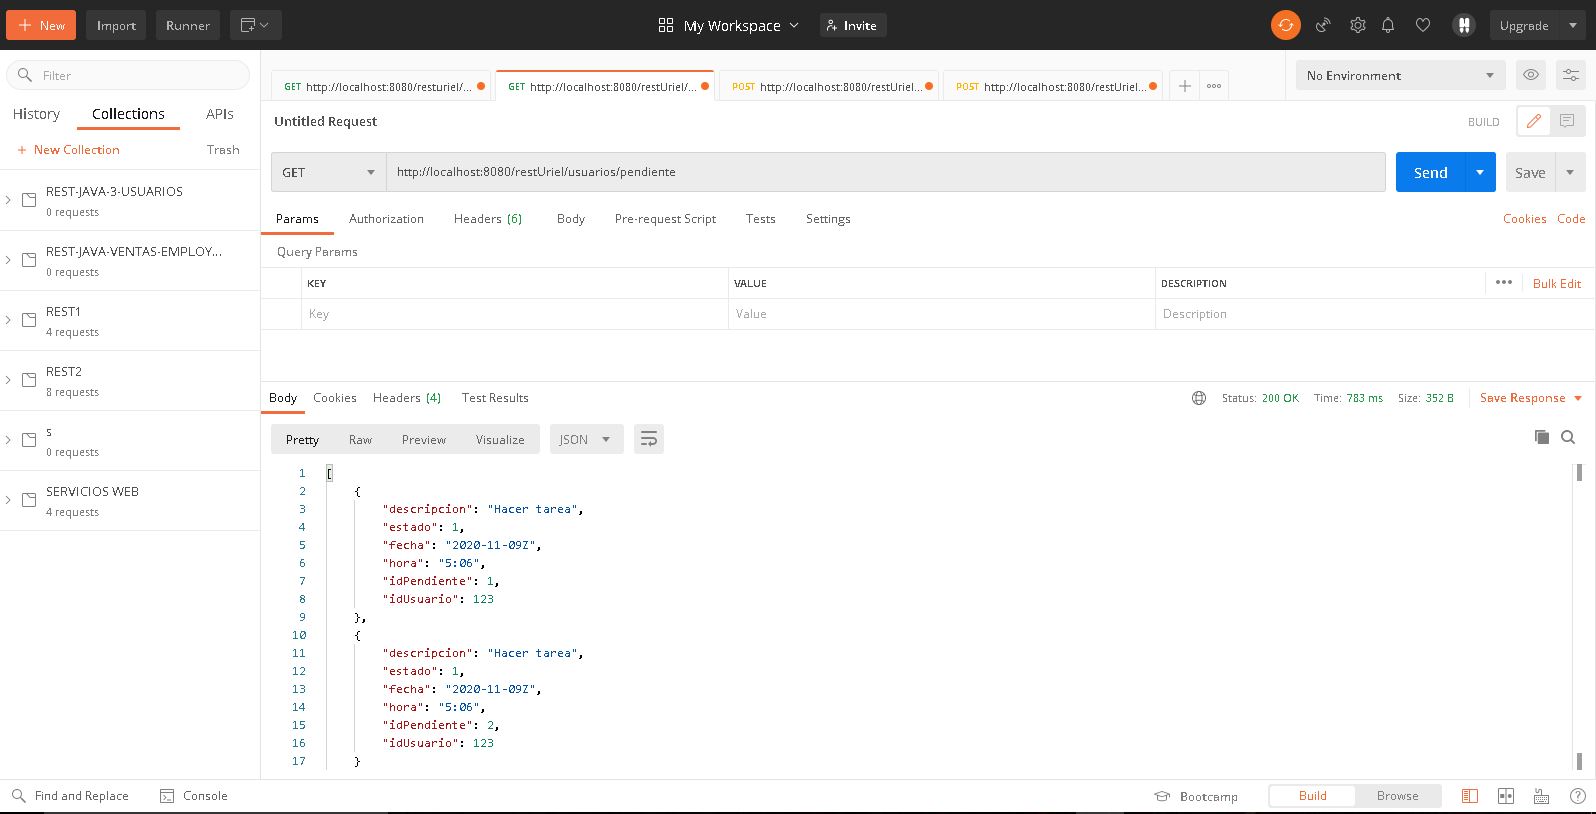 New Import Runner My Workspace Invite Upgrade
Filter
History Collections APIs
New Collection Trash
REST-JAVA-3-USUARIOS
0 requests
REST-JAVA-VENTAS-EMPLOY...
0 requests
REST1
4 requests
REST2
8 requests
s
0 requests
SERVICIOS WEB
4 requests
GET http://localhost:8080/resturiel/... GET http://localhost:8080/restUriel/... POST http://localhost:8080/restUriel... POST http://localhost:8080/restUriel... No Environment
Untitled Request BUILD
GET http://localhost:8080/restUriel/usuarios/pendiente Send Save
Params Authorization Headers (6) Body Pre-request Script Tests Settings Cookies Code
Query Params
KEY VALUE DESCRIPTION Bulk Edit
Key Value Description
Body Cookies Headers (4) Test Results Status: 200 OK Time: 783 ms Size: 352 B Save Response
Pretty Raw Preview Visualize JSON
1 [
2 {
3 "descripcion": "Hacer tarea",
4 "estado": 1,
5 "fecha": "2020-11-09Z",
6 "hora": "5:06",
7 "idPendiente": 1,
8 "idUsuario": 123
9 },
10 {
11 "descripcion": "Hacer tarea",
12 "estado": 1,
13 "fecha": "2020-11-09Z",
14 "hora": "5:06",
15 "idPendiente": 2,
16 "idUsuario": 123
17 }
Find and Replace Console Bootcamp Build Browse